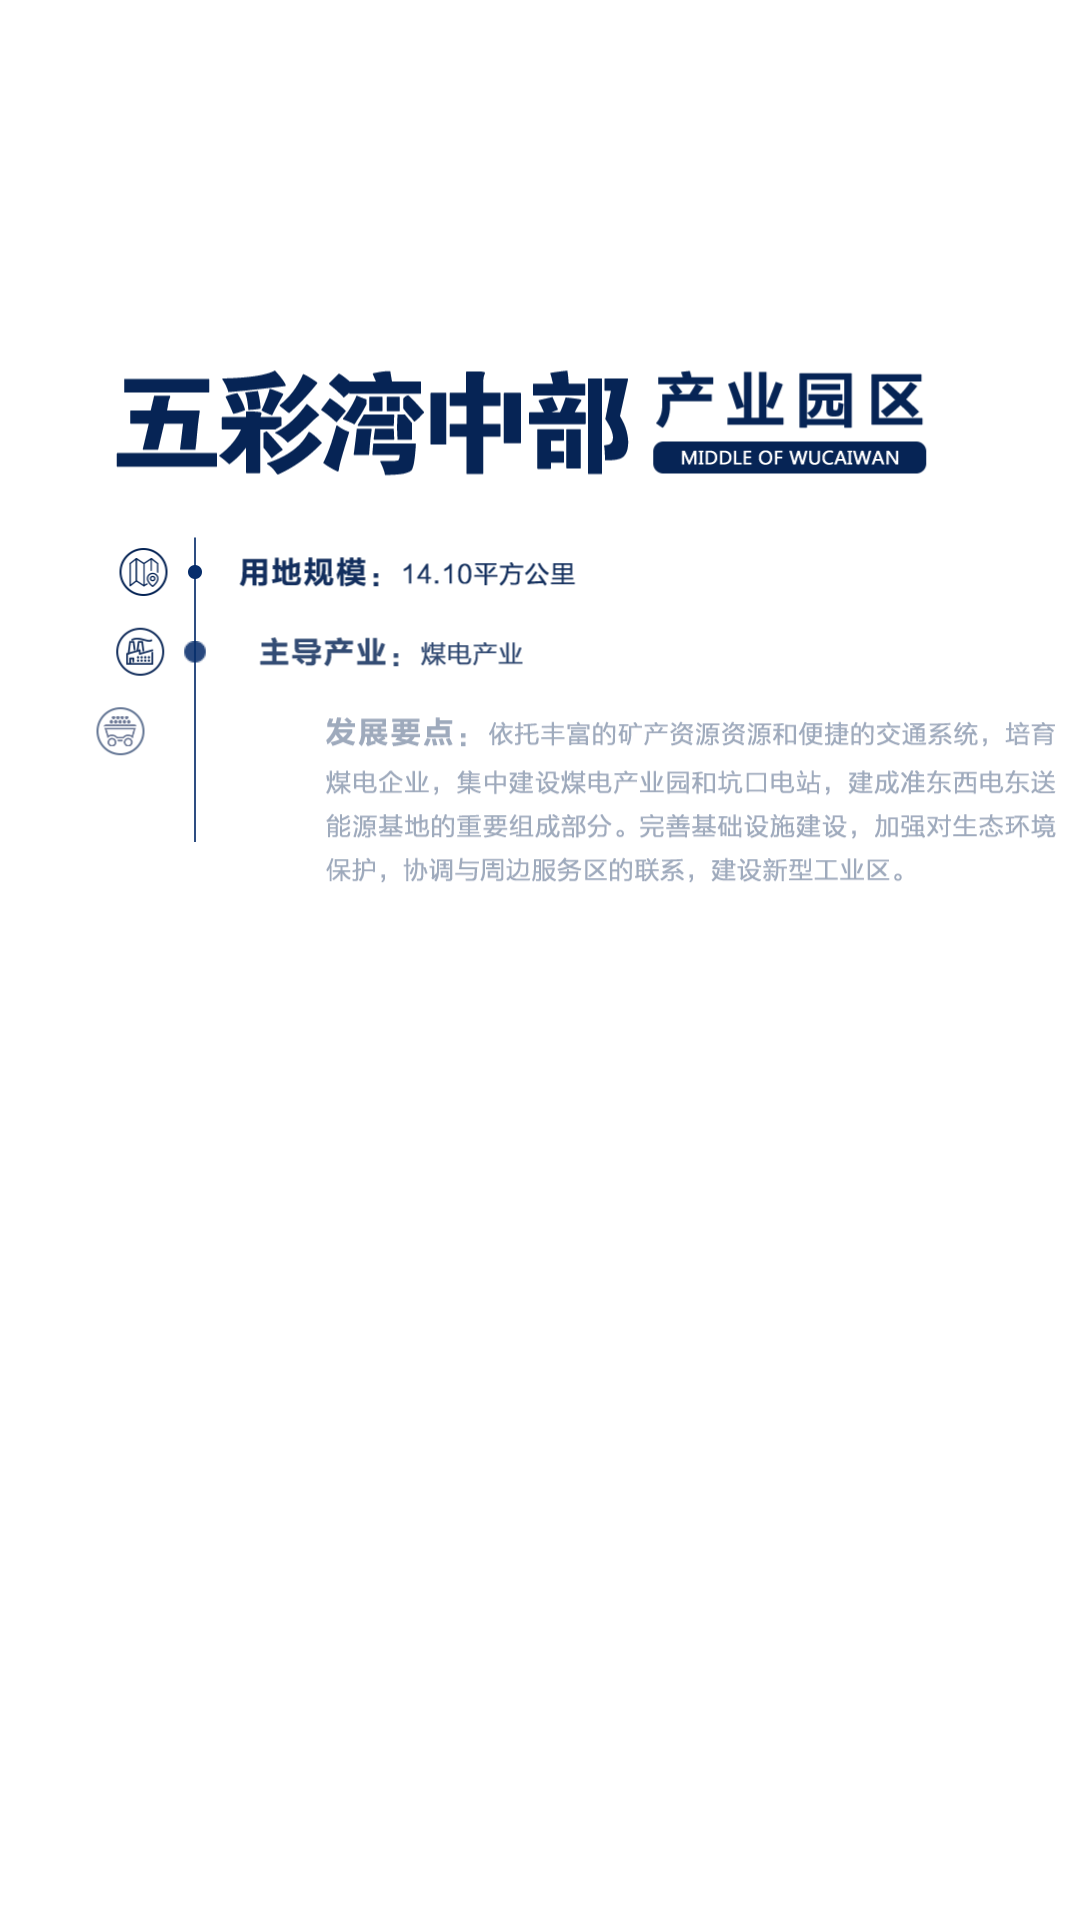 五彩湾中部 产业园区
MIDDLE OF WUCAIWAN
用地规模：14.10平方公里
主导产业：煤电产业
发展要点：依托丰富的矿产资源资源和便捷的交通系统，培育
煤电企业，集中建设煤电产业园和坑口电站，建成准东西电东送
能源基地的重要组成部分。完善基础设施建设，加强对生态环境
保护，协调与周边服务区的联系，建设新型工业区。